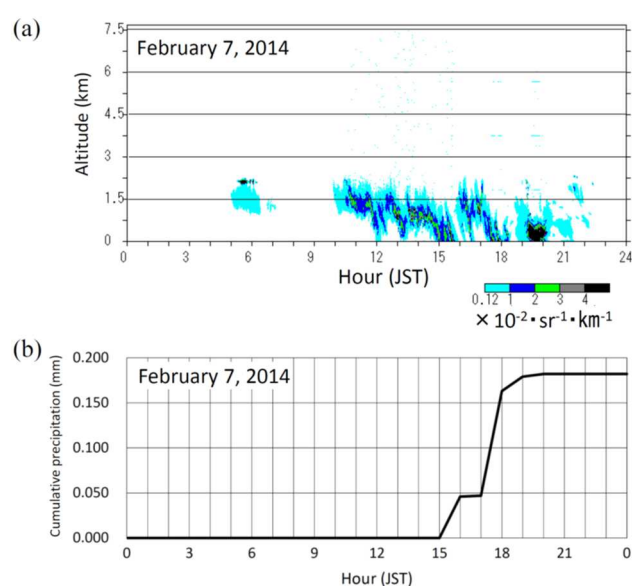 (a)
February 7, 2014
Altitude (km)
7.5
6
4.5
3
1.5
0
0 3 6 9 12 15 18 21 24
Hour (JST)
0.12 1 2 3 4
× 10⁻²·sr⁻¹·km⁻¹
(b)
February 7, 2014
Cumulative precipitation (mm)
0.200
0.150
0.100
0.050
0.000
0 3 6 9 12 15 18 21 0
Hour (JST)